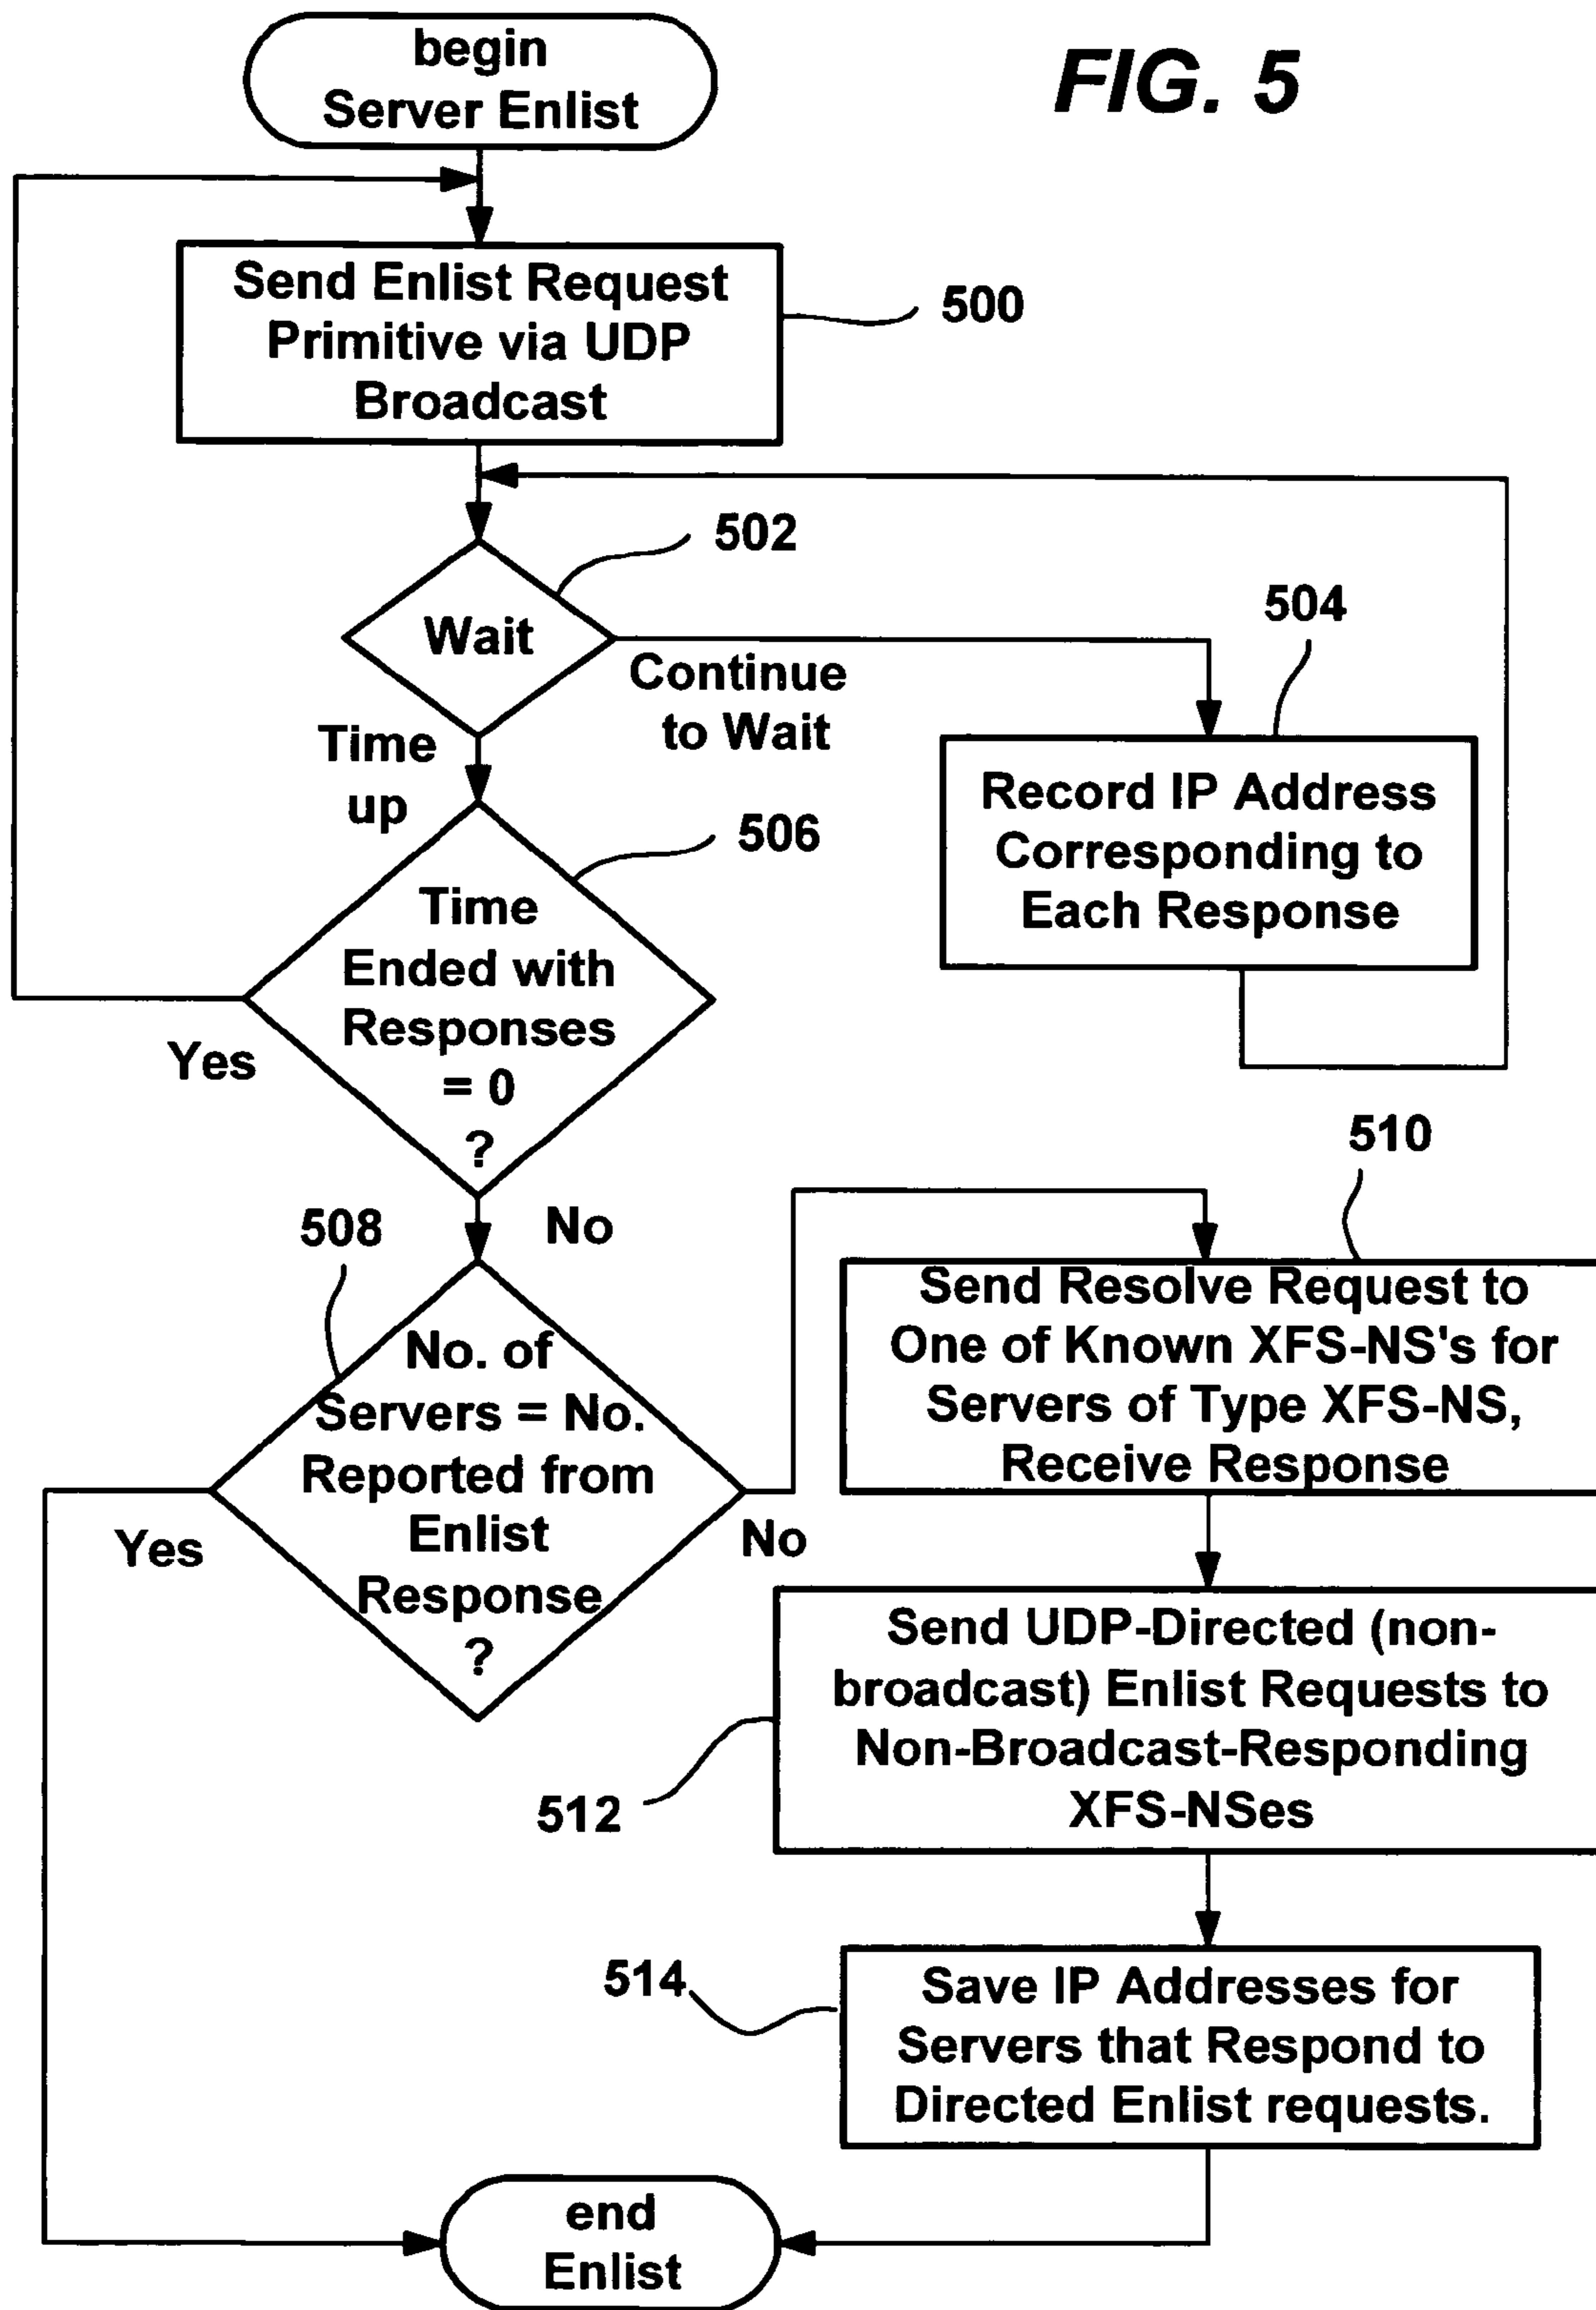 FIG. 5
begin
Server Enlist
Send Enlist Request
Primitive via UDP
Broadcast
500
502
Wait
Continue
to Wait
504
Time
up
Record IP Address
Corresponding to
Each Response
506
Time
Ended with
Responses
= 0
?
Yes
No
508
No. of
Servers = No.
Reported from
Enlist
Response
?
Yes
No
510
Send Resolve Request to
One of Known XFS-NS's for
Servers of Type XFS-NS,
Receive Response
Send UDP-Directed (non-
broadcast) Enlist Requests to
Non-Broadcast-Responding
XFS-NSes
512
514
Save IP Addresses for
Servers that Respond to
Directed Enlist requests.
end
Enlist